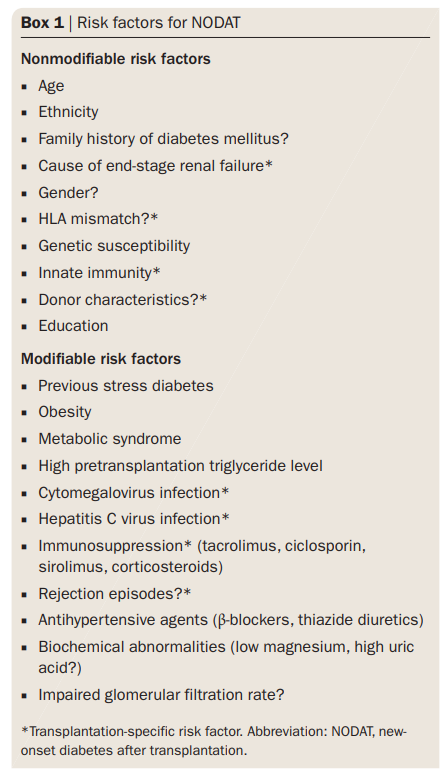 Box 1 | Risk factors for NODAT
Nonmodifiable risk factors
▪ Age
▪ Ethnicity
▪ Family history of diabetes mellitus?
▪ Cause of end-stage renal failure*
▪ Gender?
▪ HLA mismatch?*
▪ Genetic susceptibility
▪ Innate immunity*
▪ Donor characteristics?*
▪ Education
Modifiable risk factors
▪ Previous stress diabetes
▪ Obesity
▪ Metabolic syndrome
▪ High pretransplantation triglyceride level
▪ Cytomegalovirus infection*
▪ Hepatitis C virus infection*
▪ Immunosuppression* (tacrolimus, ciclosporin,
sirolimus, corticosteroids)
▪ Rejection episodes?*
▪ Antihypertensive agents (β-blockers, thiazide diuretics)
▪ Biochemical abnormalities (low magnesium, high uric
acid?)
▪ Impaired glomerular filtration rate?
*Transplantation-specific risk factor. Abbreviation: NODAT, new-
onset diabetes after transplantation.